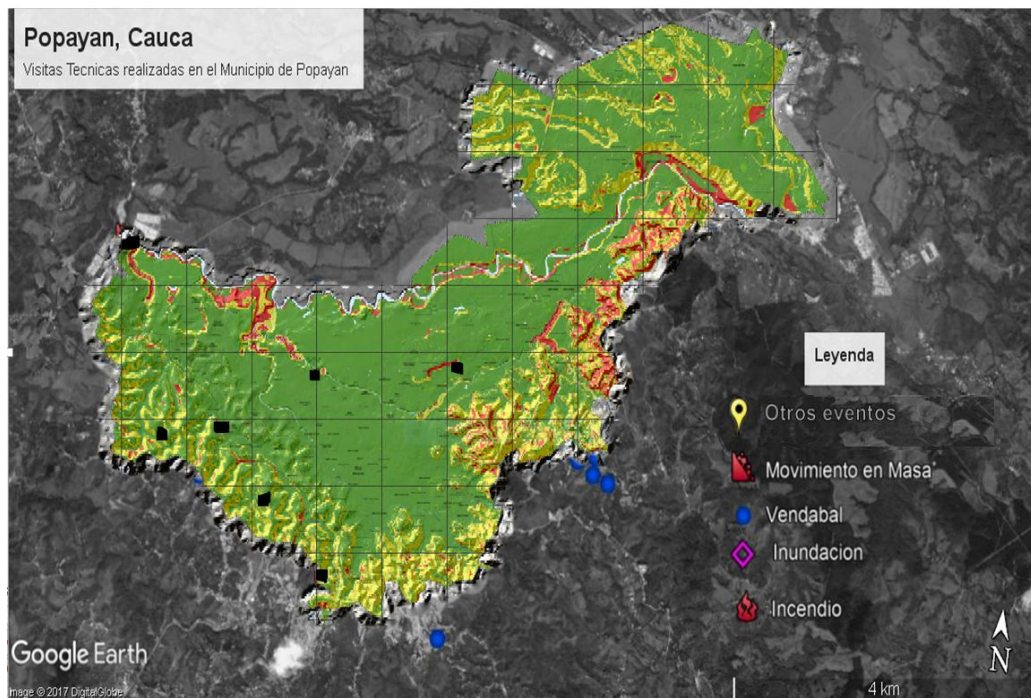 Popayan, Cauca
Visitas Tecnicas realizadas en el Municipio de Popayan
Leyenda
Otros eventos
Movimiento en Masa
Vendabal
Inundacion
Incendio
N
Google Earth
Image © 2017 DigitalGlobe
4 km